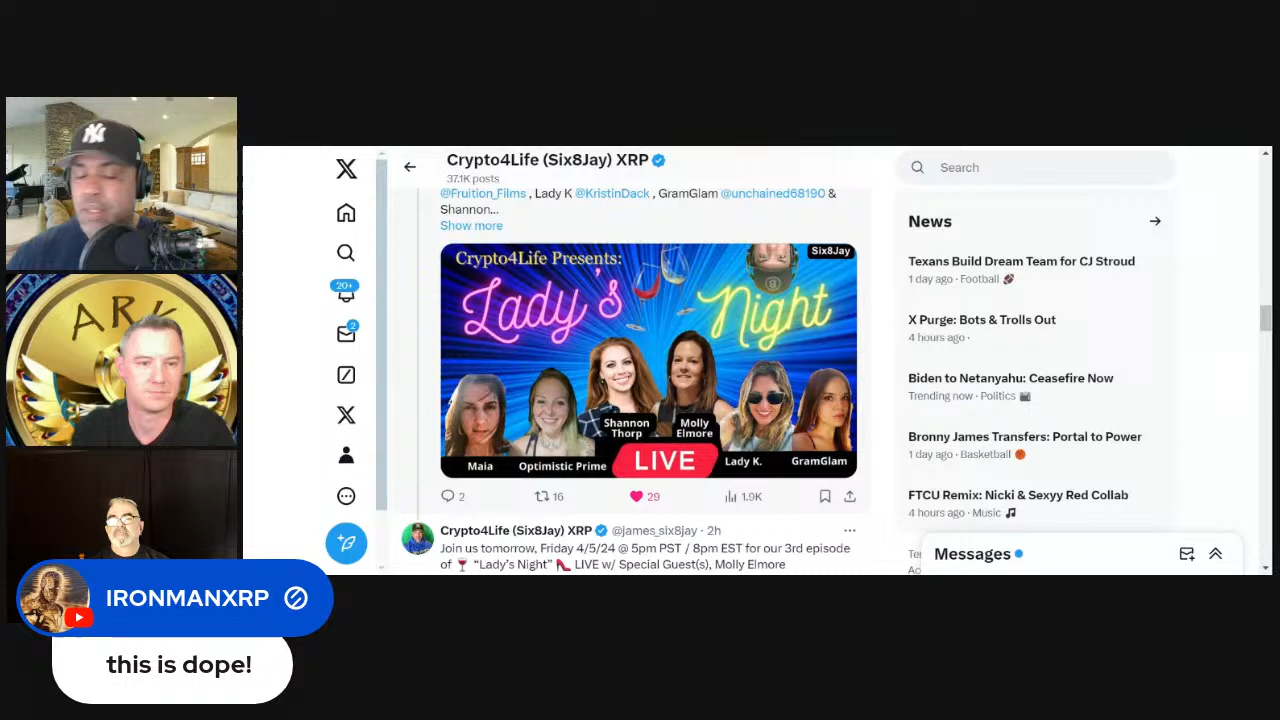 NY
ARK
Crypto4Life (Six8Jay) XRP
37.1K posts
@Fruition_Films , Lady K @KristinDack , GramGlam @unchained68190 &
Shannon...
Show more
Crypto4Life Presents:
Six8Jay
Lady's Night
Shannon Thorp
Molly Elmore
Maia
Optimistic Prime
LIVE
Lady K.
GramGlam
2
16
29
1.9K
Crypto4Life (Six8Jay) XRP @james_six8jay · 2h
Join us tomorrow, Friday 4/5/24 @ 5pm PST / 8pm EST for our 3rd episode
of 🍷 “Lady's Night” 👠 LIVE w/ Special Guest(s), Molly Elmore
20+
2
Search
News
Texans Build Dream Team for CJ Stroud
1 day ago · Football 🏈
X Purge: Bots & Trolls Out
4 hours ago ·
Biden to Netanyahu: Ceasefire Now
Trending now · Politics
Bronny James Transfers: Portal to Power
1 day ago · Basketball 🏀
FTCU Remix: Nicki & Sexyy Red Collab
4 hours ago · Music 🎵
Messages
IRONMANXRP
this is dope!